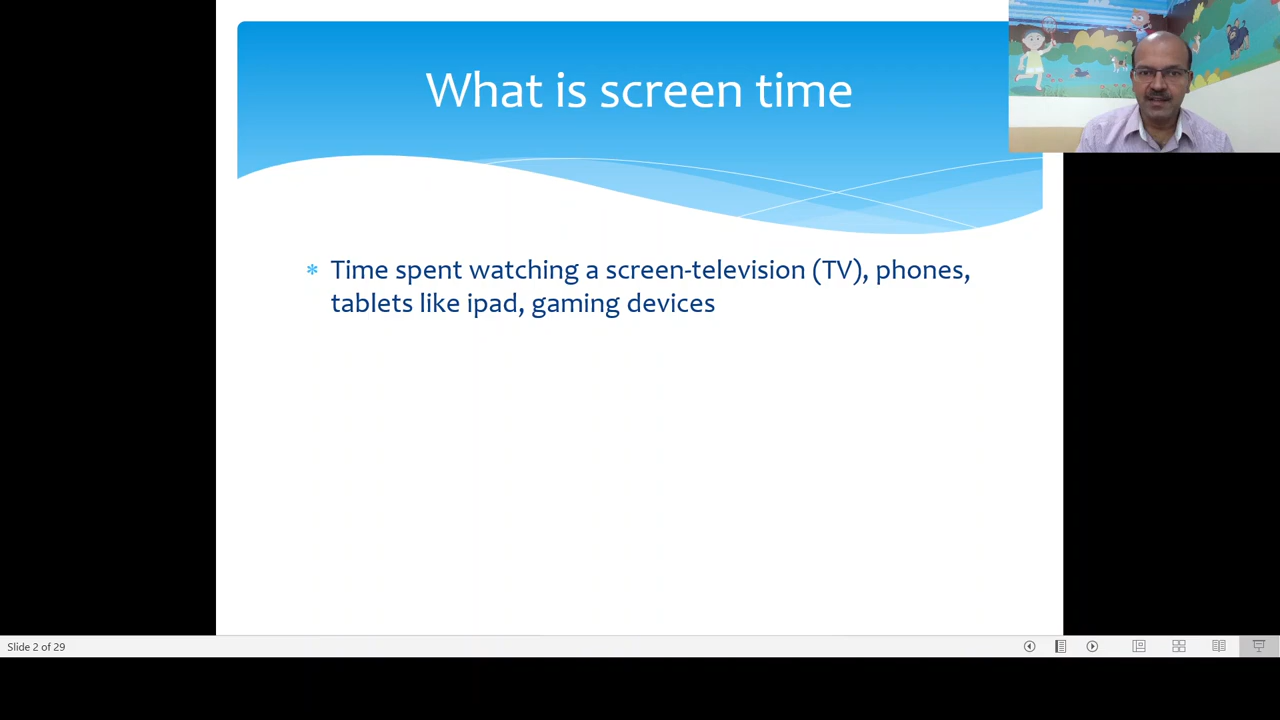 What is screen time
* Time spent watching a screen-television (TV), phones,
tablets like ipad, gaming devices
Slide 2 of 29